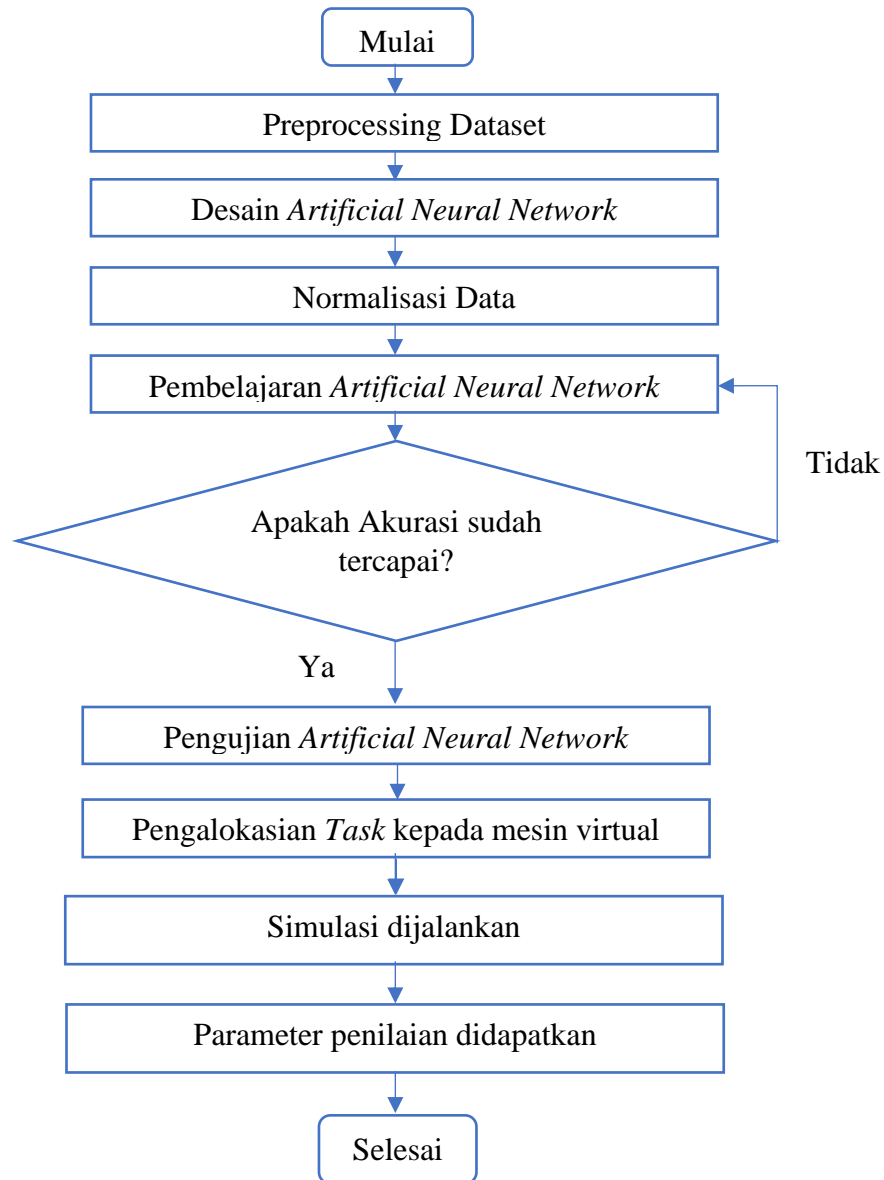 Mulai
Preprocessing Dataset
Desain Artificial Neural Network
Normalisasi Data
Pembelajaran Artificial Neural Network
Tidak
Apakah Akurasi sudah
tercapai?
Ya
Pengujian Artificial Neural Network
Pengalokasian Task kepada mesin virtual
Simulasi dijalankan
Parameter penilaian didapatkan
Selesai